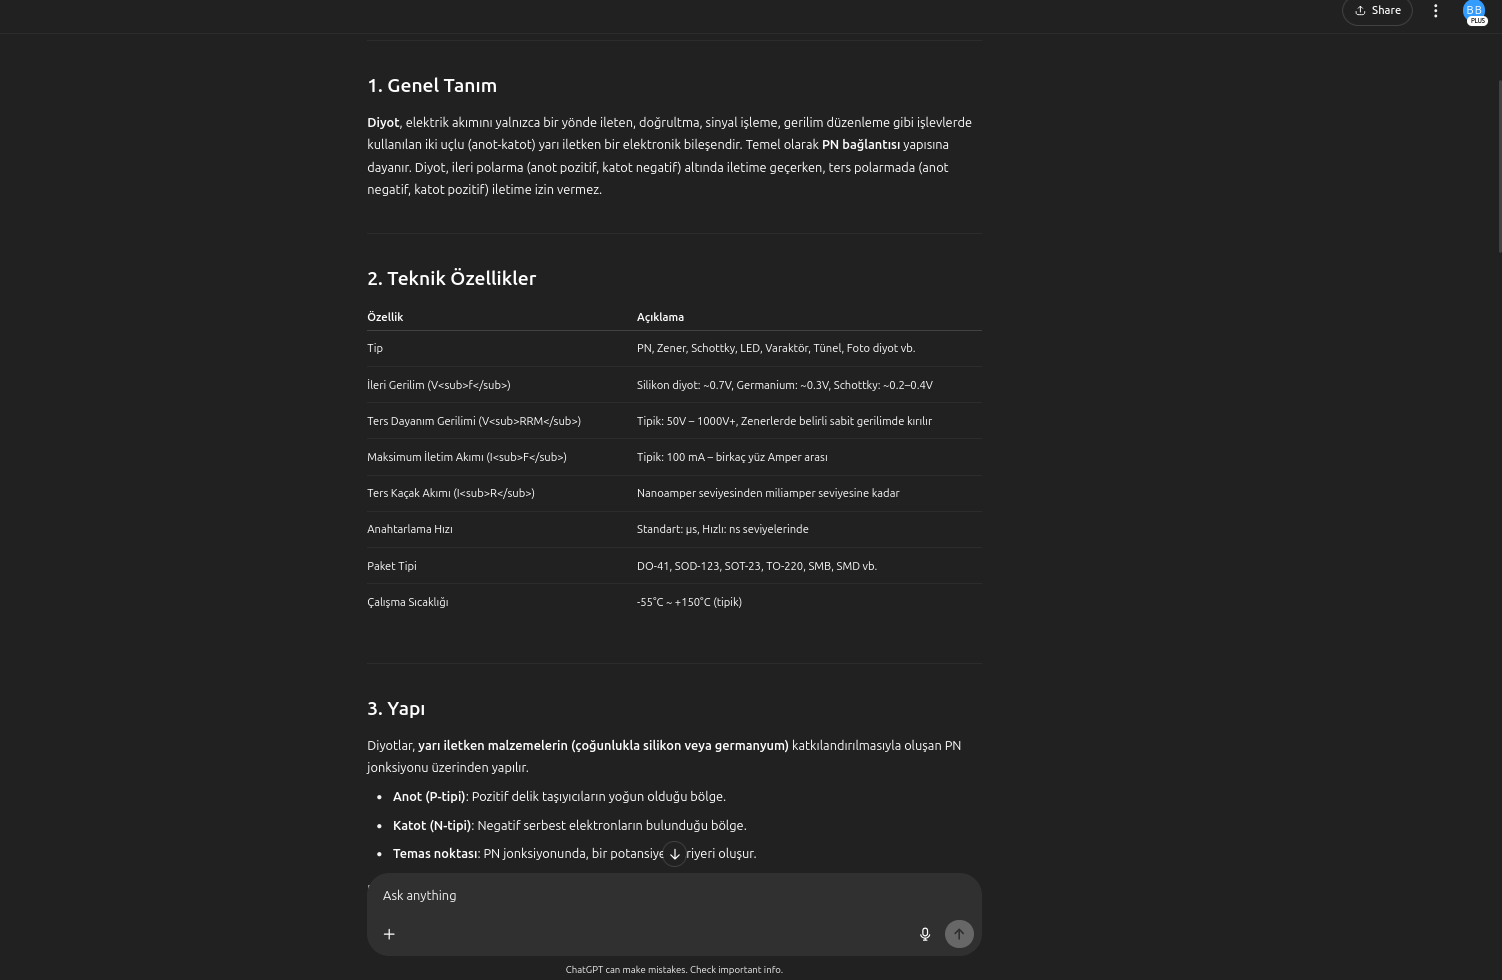 Share
BB
PLUS
1. Genel Tanım
Diyot, elektrik akımını yalnızca bir yönde ileten, doğrultma, sinyal işleme, gerilim düzenleme gibi işlevlerde
kullanılan iki uçlu (anot-katot) yarı iletken bir elektronik bileşendir. Temel olarak PN bağlantısı yapısına
dayanır. Diyot, ileri polarma (anot pozitif, katot negatif) altında iletime geçerken, ters polarmada (anot
negatif, katot pozitif) iletime izin vermez.
2. Teknik Özellikler
Özellik Açıklama
Tip PN, Zener, Schottky, LED, Varaktör, Tünel, Foto diyot vb.
İleri Gerilim (V<sub>f</sub>) Silikon diyot: ~0.7V, Germanium: ~0.3V, Schottky: ~0.2–0.4V
Ters Dayanım Gerilimi (V<sub>RRM</sub>) Tipik: 50V – 1000V+, Zenerlerde belirli sabit gerilimde kırılır
Maksimum İletim Akımı (I<sub>F</sub>) Tipik: 100 mA – birkaç yüz Amper arası
Ters Kaçak Akımı (I<sub>R</sub>) Nanoamper seviyesinden miliamper seviyesine kadar
Anahtarlama Hızı Standart: µs, Hızlı: ns seviyelerinde
Paket Tipi DO-41, SOD-123, SOT-23, TO-220, SMB, SMD vb.
Çalışma Sıcaklığı -55°C ~ +150°C (tipik)
3. Yapı
Diyotlar, yarı iletken malzemelerin (çoğunlukla silikon veya germanyum) katkılandırılmasıyla oluşan PN
jonksiyonu üzerinden yapılır.
• Anot (P-tipi): Pozitif delik taşıyıcıların yoğun olduğu bölge.
• Katot (N-tipi): Negatif serbest elektronların bulunduğu bölge.
• Temas noktası: PN jonksiyonunda, bir oluşur.
Ask anything
ChatGPT can make mistakes. Check important info.